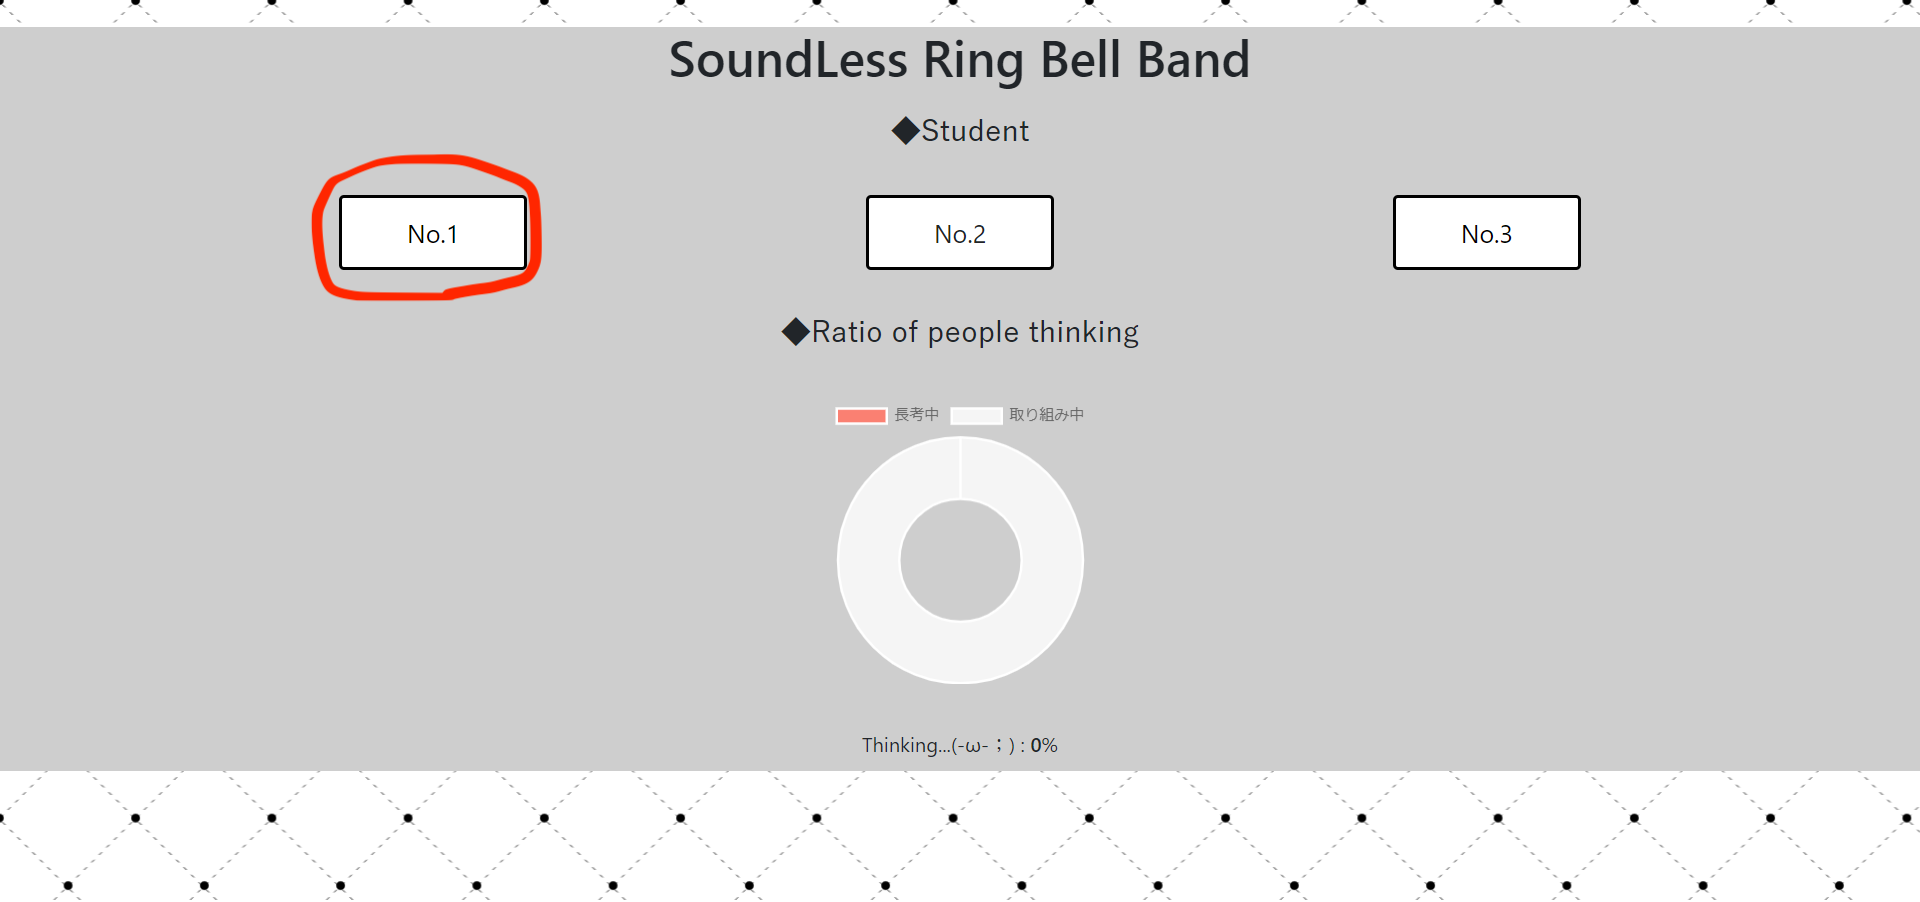 SoundLess Ring Bell Band
◆Student
No.1 No.2 No.3
◆Ratio of people thinking
長考中 取り組み中
Thinking...(-ω-；) : 0%